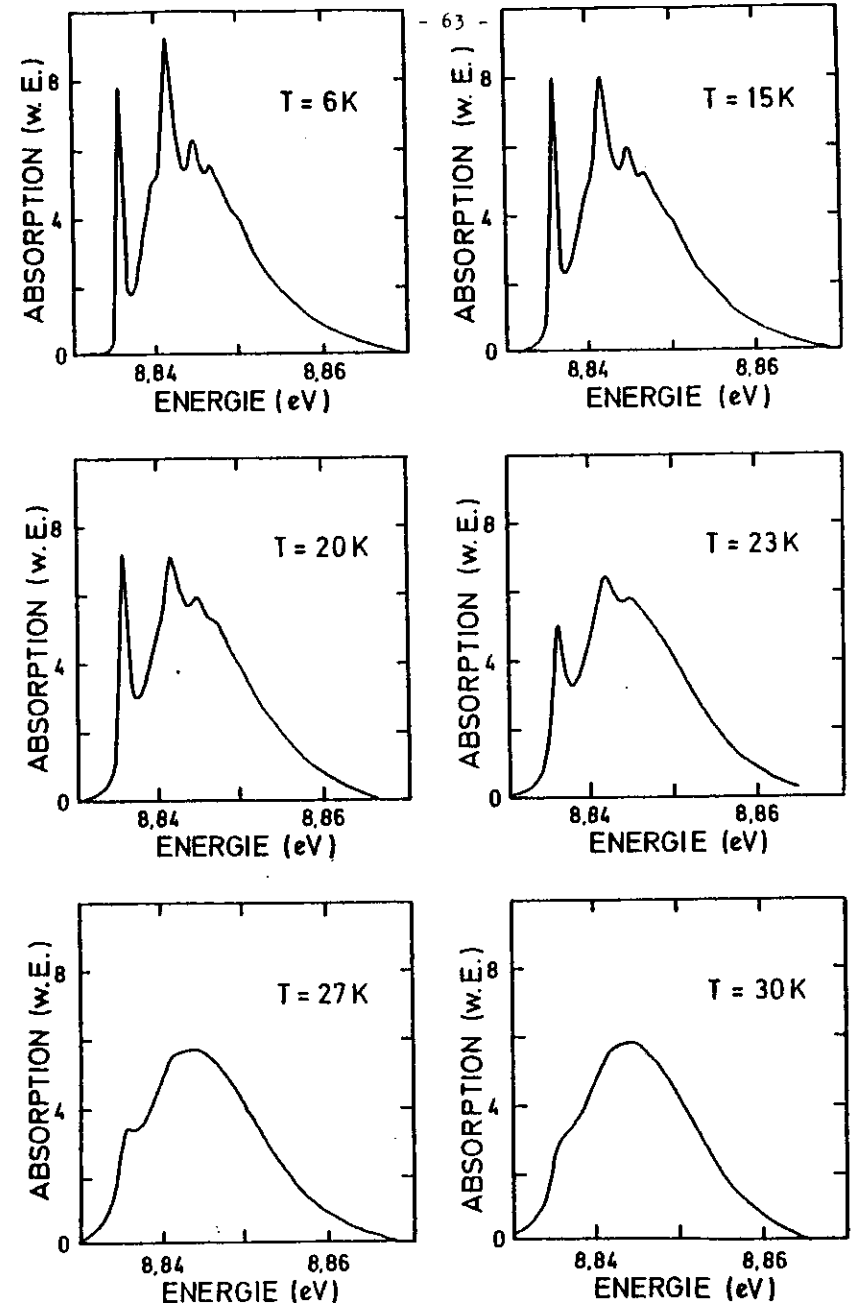 - 63 -
ABSORPTION (w. E.)
8
4
0
T = 6K
8,84
8,86
ENERGIE (eV)
ABSORPTION (w. E.)
8
4
0
T = 15K
8,84
8,86
ENERGIE (eV)
ABSORPTION (w. E.)
8
4
0
T = 20K
8,84
8,86
ENERGIE (eV)
ABSORPTION (w. E.)
8
4
0
T = 23K
8,84
8,86
ENERGIE (eV)
ABSORPTION (w. E.)
8
4
0
T = 27K
8,84
8,86
ENERGIE (eV)
ABSORPTION (w. E.)
8
4
0
T = 30K
8,84
8,86
ENERGIE (eV)